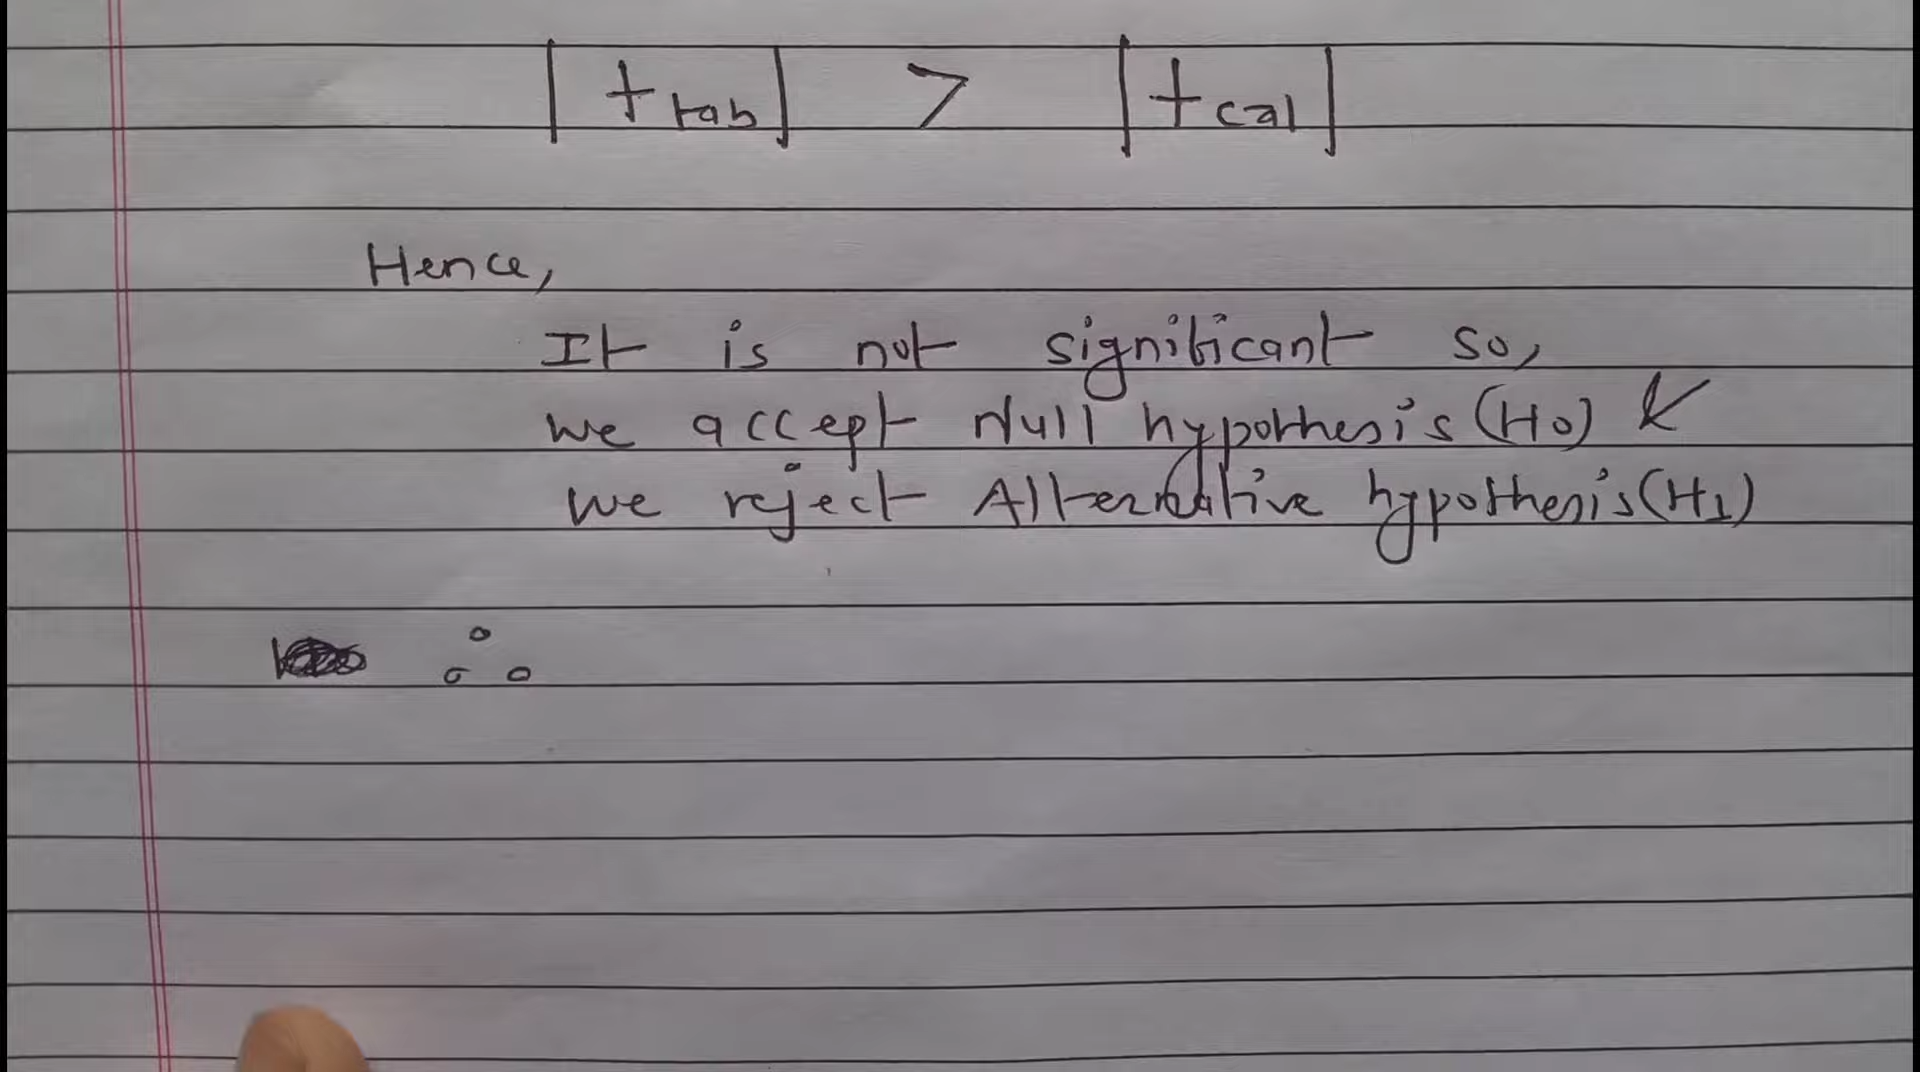 |t tab| > |t cal|
Hence,
It is not significant so,
we accept Null hypothesis (H0) &
we reject Alternative hypothesis (H1)
∴